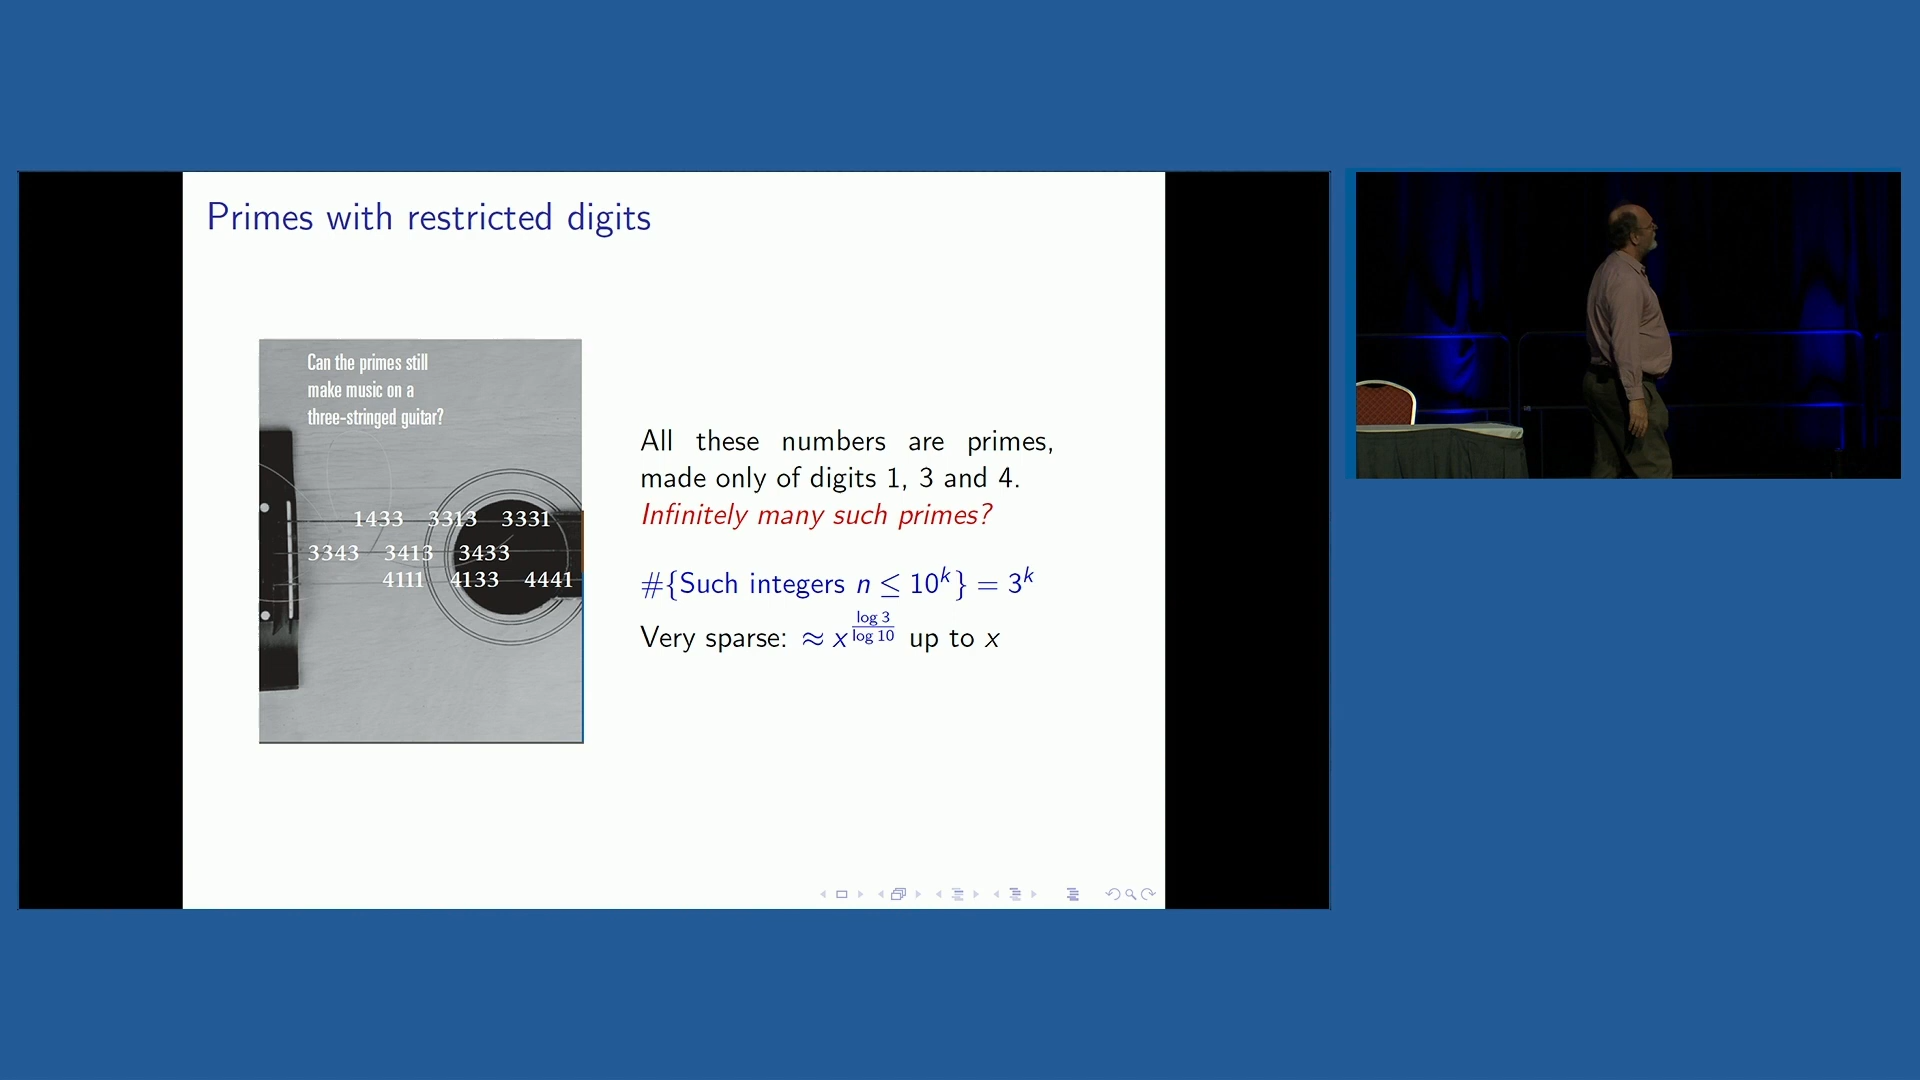 Primes with restricted digits
Can the primes still
make music on a
three-stringed guitar?
1433 3313 3331
3343 3413 3433
4111 4133 4441
All these numbers are primes,
made only of digits 1, 3 and 4.
Infinitely many such primes?
#{Such integers n ≤ 10^k} = 3^k
Very sparse: ≈ x^{\frac{log 3}{log 10}} up to x